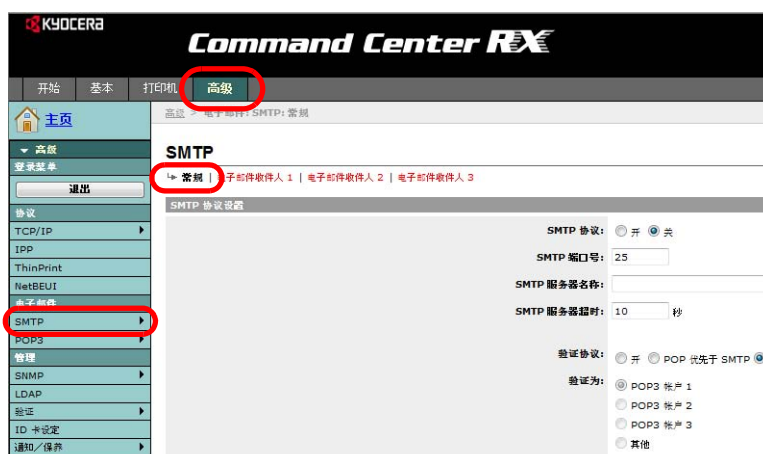 KYOCERA
Command Center RX
开始 基本 打印机 高级
主页
高级 > 电子邮件: SMTP: 常规
高级
登录菜单
退出
协议
TCP/IP
IPP
ThinPrint
NetBEUI
电子邮件
SMTP
POP3
管理
SNMP
LDAP
验证
ID 卡设定
通知/保养
SMTP
常规 | 电子邮件收件人 1 | 电子邮件收件人 2 | 电子邮件收件人 3
SMTP 协议设置
SMTP 协议: 开 关
SMTP 端口号: 25
SMTP 服务器名称:
SMTP 服务器超时: 10 秒
验证协议: 开 POP 优先于 SMTP
验证为: POP3 帐户 1
POP3 帐户 2
POP3 帐户 3
其他